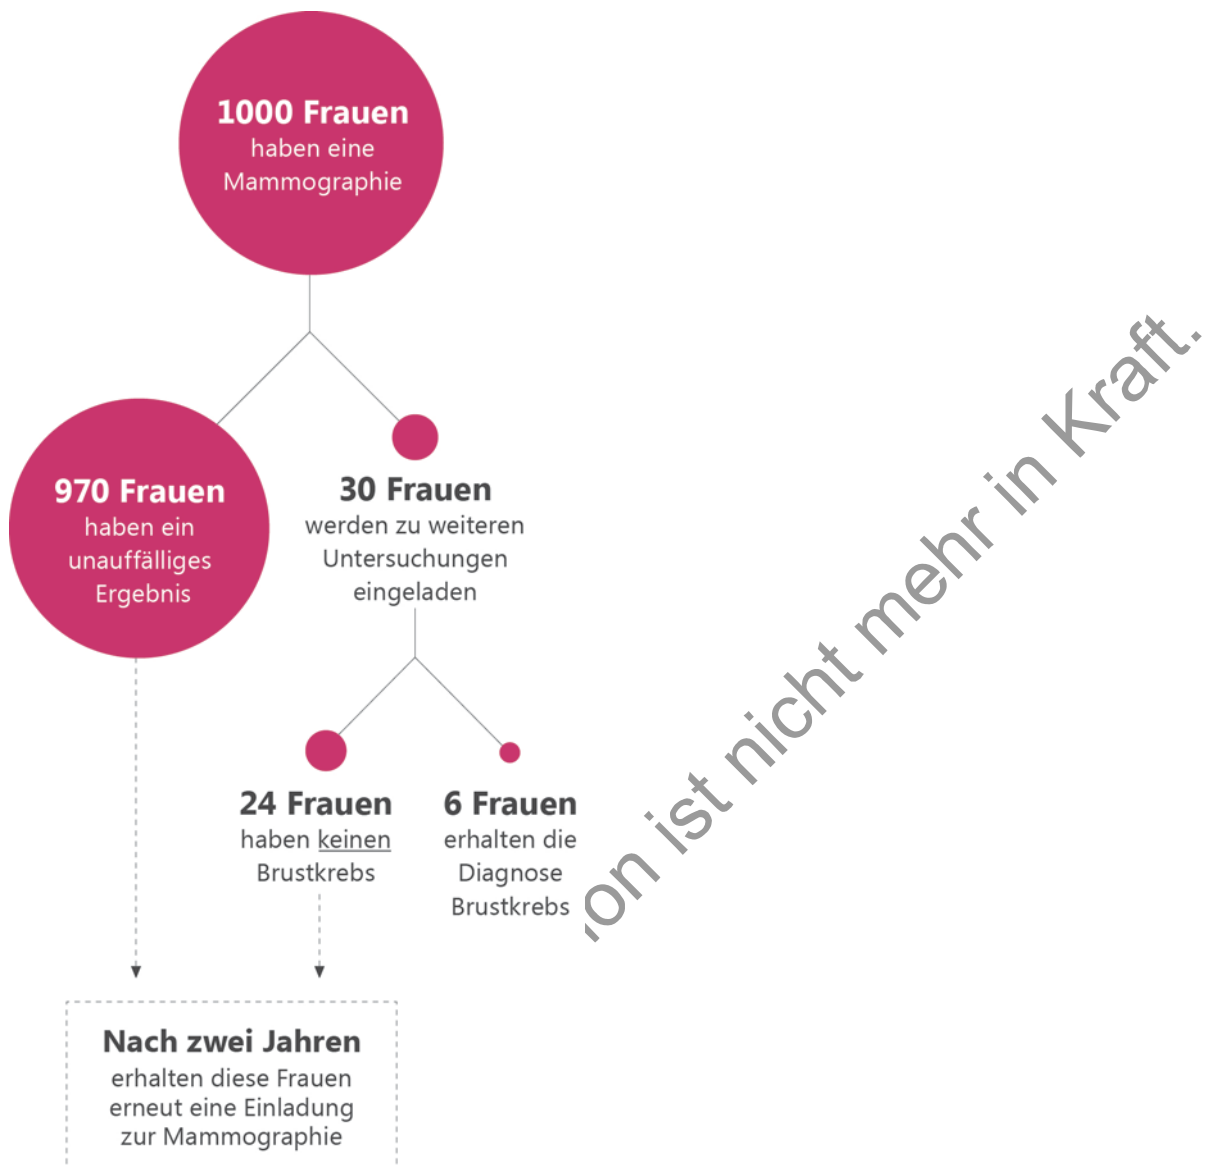 1000 Frauen
haben eine
Mammographie
970 Frauen
haben ein
unauffälliges
Ergebnis
30 Frauen
werden zu weiteren
Untersuchungen
eingeladen
24 Frauen
haben keinen
Brustkrebs
6 Frauen
erhalten die
Diagnose
Brustkrebs
Nach zwei Jahren
erhalten diese Frauen
erneut eine Einladung
zur Mammographie
ist nicht mehr in Kraft.